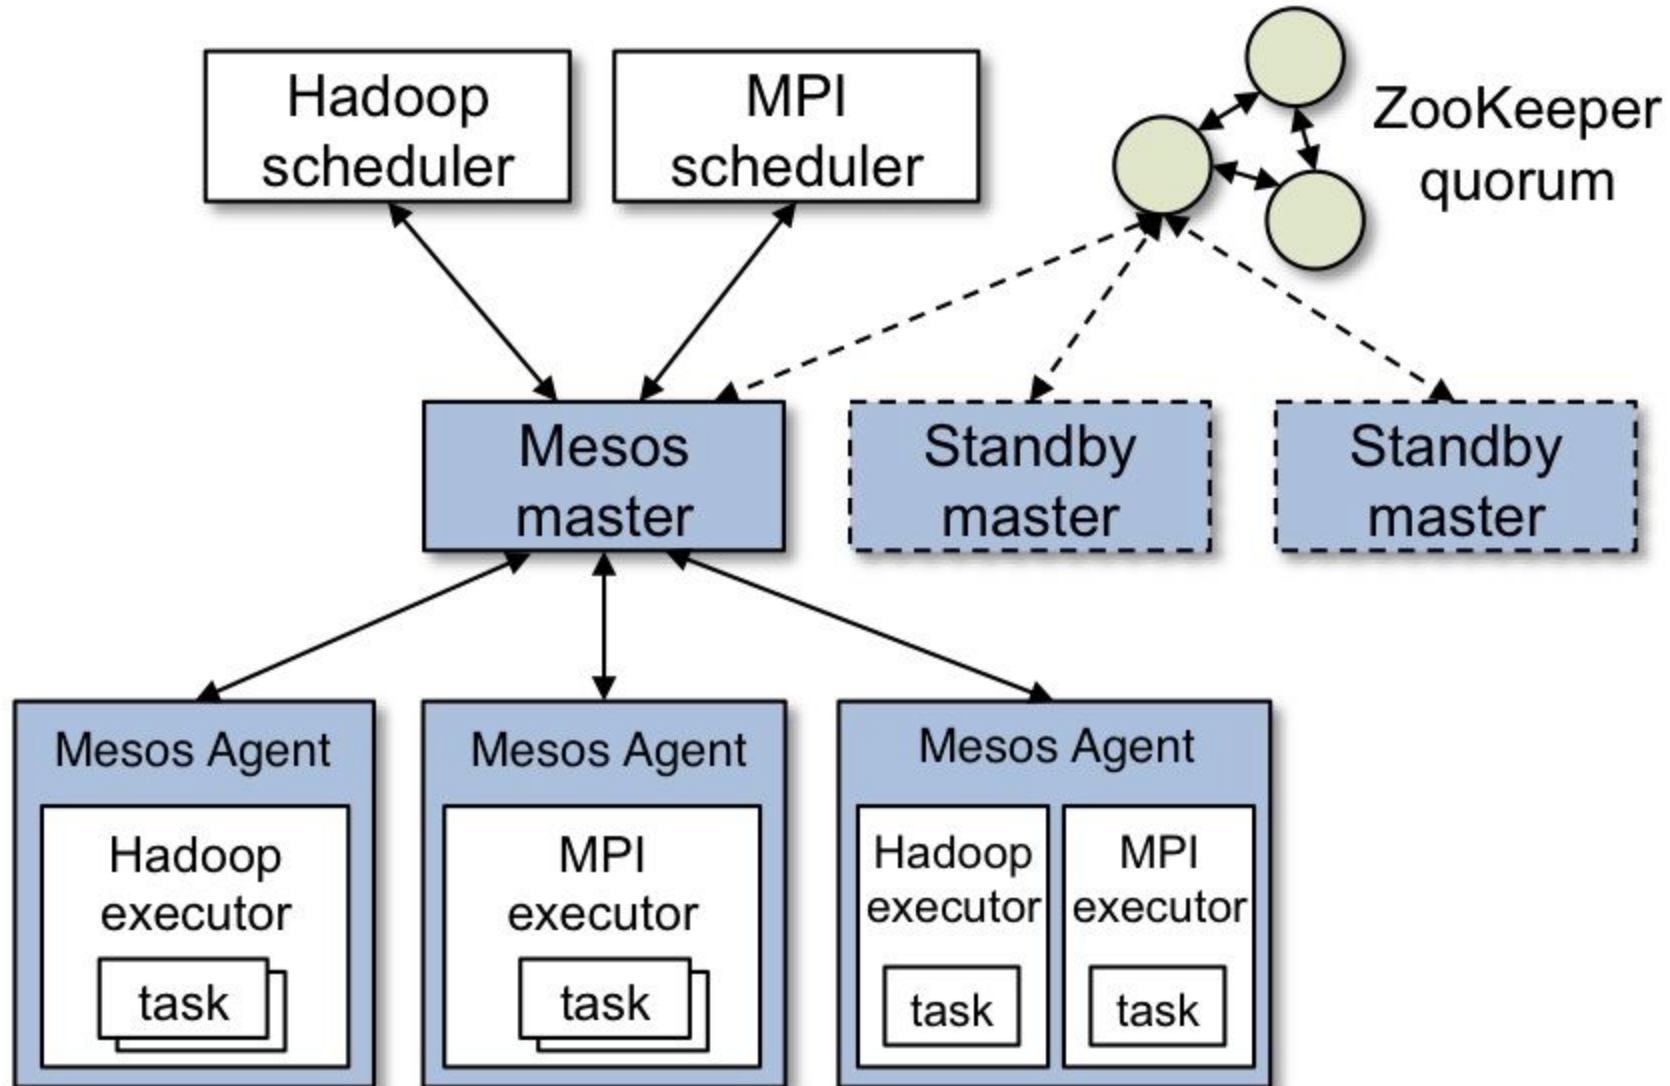 Hadoop
scheduler
MPI
scheduler
ZooKeeper
quorum
Mesos
master
Standby
master
Standby
master
Mesos Agent
Hadoop
executor
task
Mesos Agent
MPI
executor
task
Mesos Agent
Hadoop
executor
task
MPI
executor
task